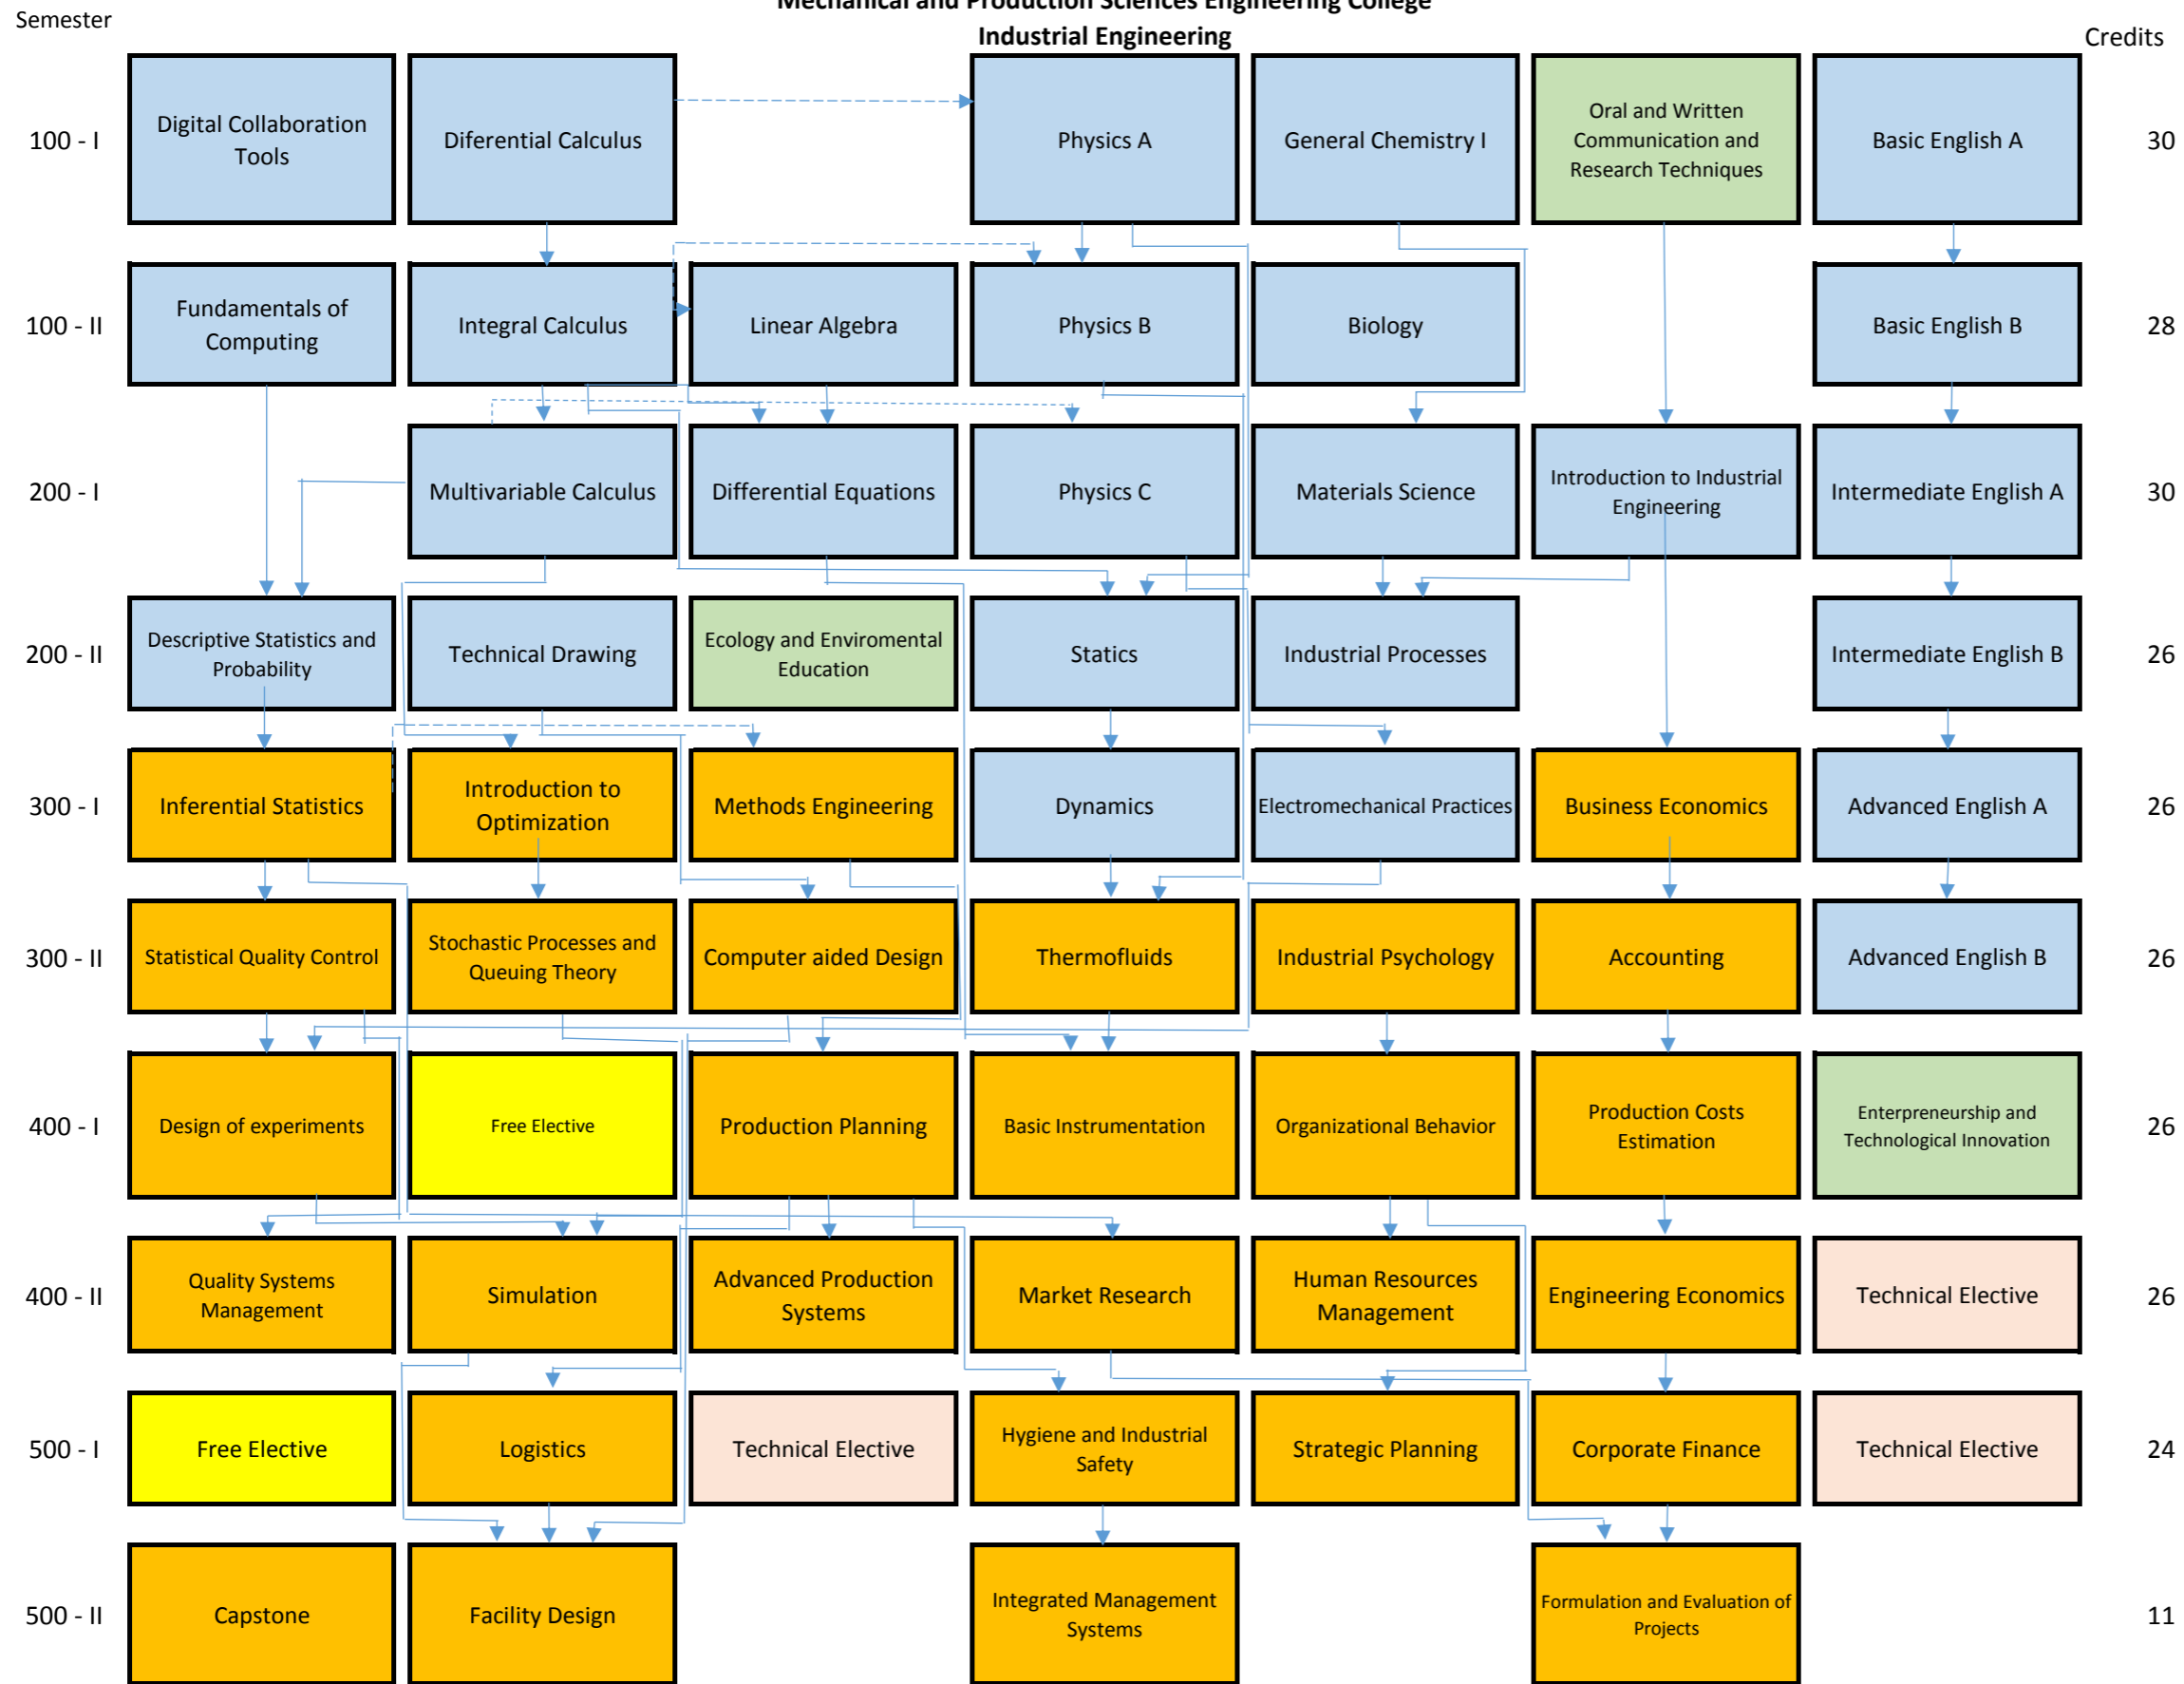 Mechanical and Production Sciences Engineering College
Semester
Industrial Engineering
Credits
100 - I
Digital Collaboration
Tools
Diferential Calculus
Physics A
General Chemistry I
Oral and Written
Communication and
Research Techniques
Basic English A
30
100 - II
Fundamentals of
Computing
Integral Calculus
Linear Algebra
Physics B
Biology
Basic English B
28
200 - I
Multivariable Calculus
Differential Equations
Physics C
Materials Science
Introduction to Industrial
Engineering
Intermediate English A
30
200 - II
Descriptive Statistics and
Probability
Technical Drawing
Ecology and Enviromental
Education
Statics
Industrial Processes
Intermediate English B
26
300 - I
Inferential Statistics
Introduction to
Optimization
Methods Engineering
Dynamics
Electromechanical Practices
Business Economics
Advanced English A
26
300 - II
Statistical Quality Control
Stochastic Processes and
Queuing Theory
Computer aided Design
Thermofluids
Industrial Psychology
Accounting
Advanced English B
26
400 - I
Design of experiments
Free Elective
Production Planning
Basic Instrumentation
Organizational Behavior
Production Costs
Estimation
Enterpreneurship and
Technological Innovation
26
400 - II
Quality Systems
Management
Simulation
Advanced Production
Systems
Market Research
Human Resources
Management
Engineering Economics
Technical Elective
26
500 - I
Free Elective
Logistics
Technical Elective
Hygiene and Industrial
Safety
Strategic Planning
Corporate Finance
Technical Elective
24
500 - II
Capstone
Facility Design
Integrated Management
Systems
Formulation and Evaluation of
Projects
11